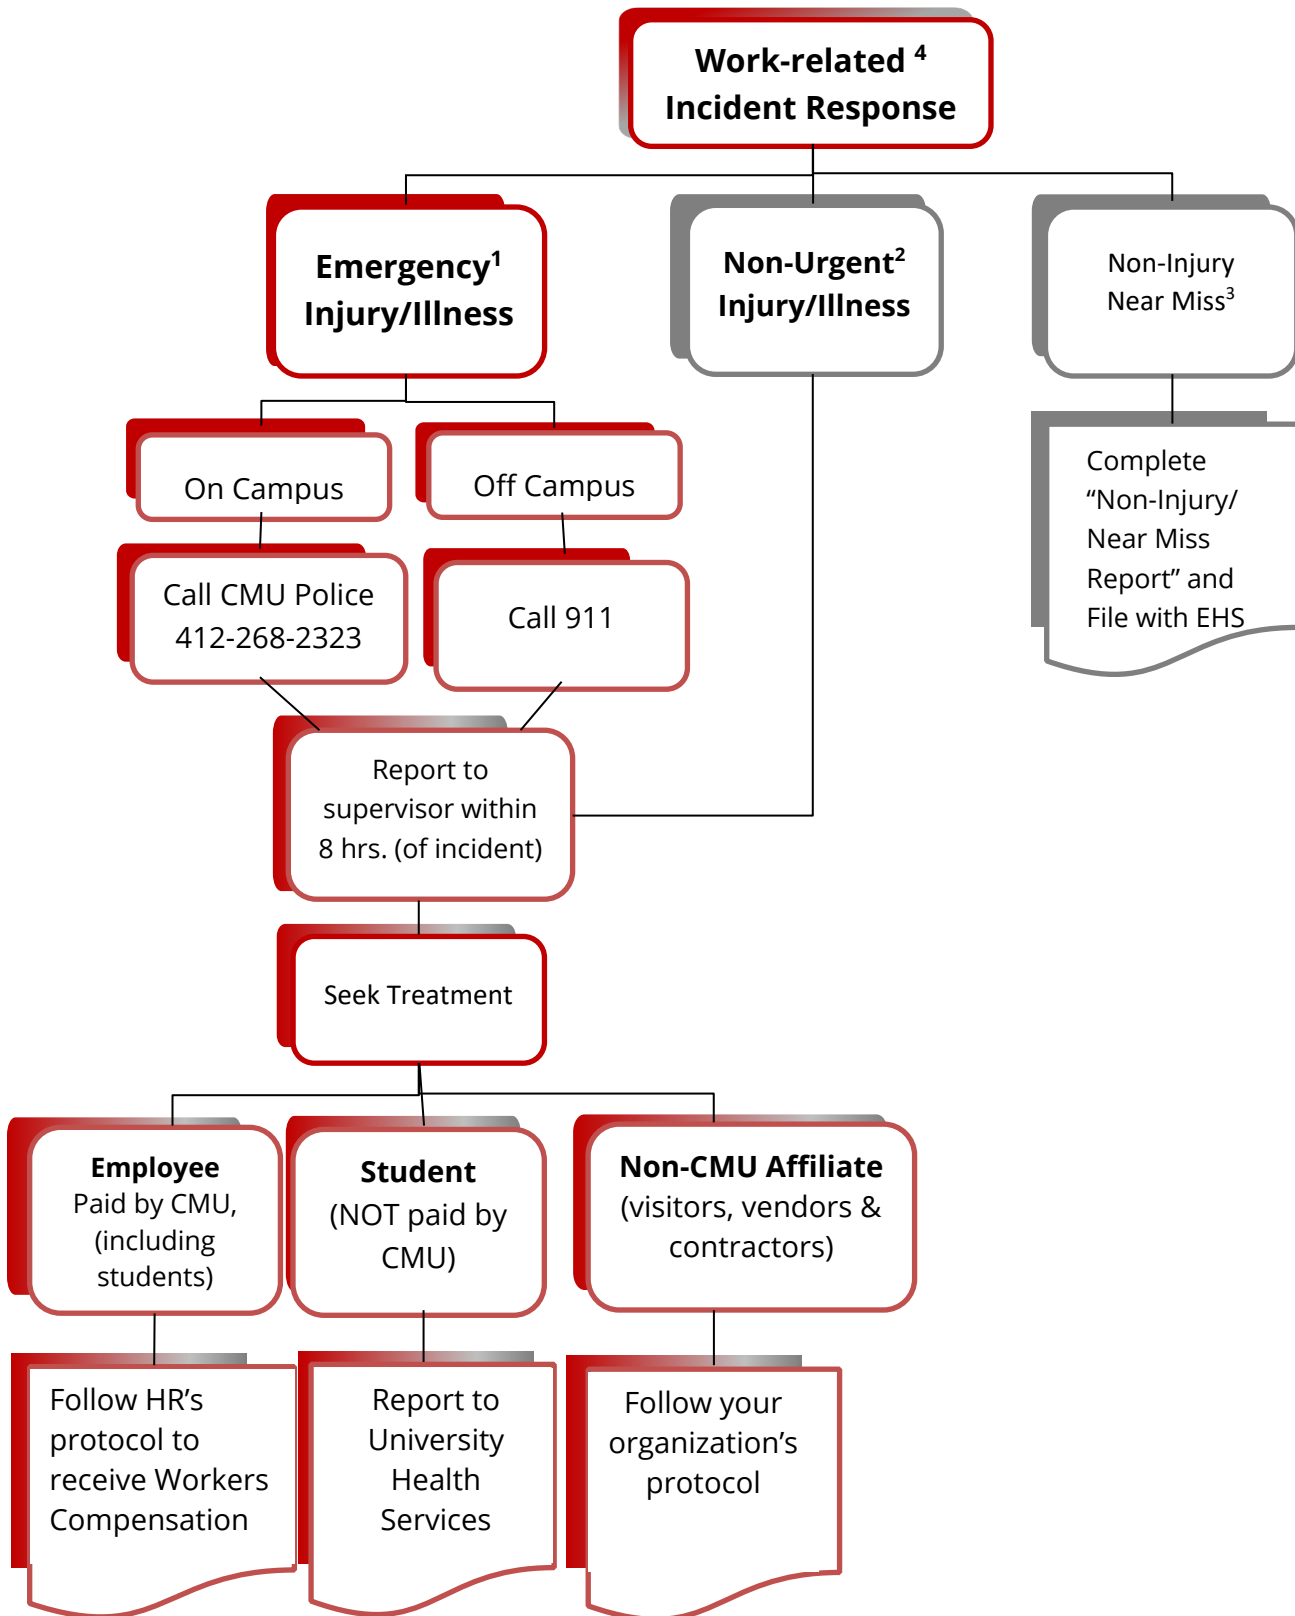 Work-related ⁴
Incident Response
Emergency¹
Injury/Illness
Non-Urgent²
Injury/Illness
Non-Injury
Near Miss³
On Campus
Off Campus
Complete
“Non-Injury/
Near Miss
Report” and
File with EHS
Call CMU Police
412-268-2323
Call 911
Report to
supervisor within
8 hrs. (of incident)
Seek Treatment
Employee
Paid by CMU,
(including
students)
Student
(NOT paid by
CMU)
Non-CMU Affiliate
(visitors, vendors &
contractors)
Follow HR’s
protocol to
receive Workers
Compensation
Report to
University
Health
Services
Follow your
organization’s
protocol